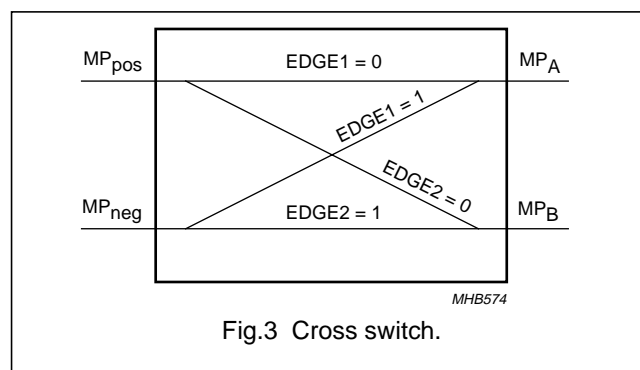 MPpos EDGE1 = 0 MPA
EDGE1 = 1
EDGE2 = 0
MPneg EDGE2 = 1 MPB
MHB574
Fig.3 Cross switch.